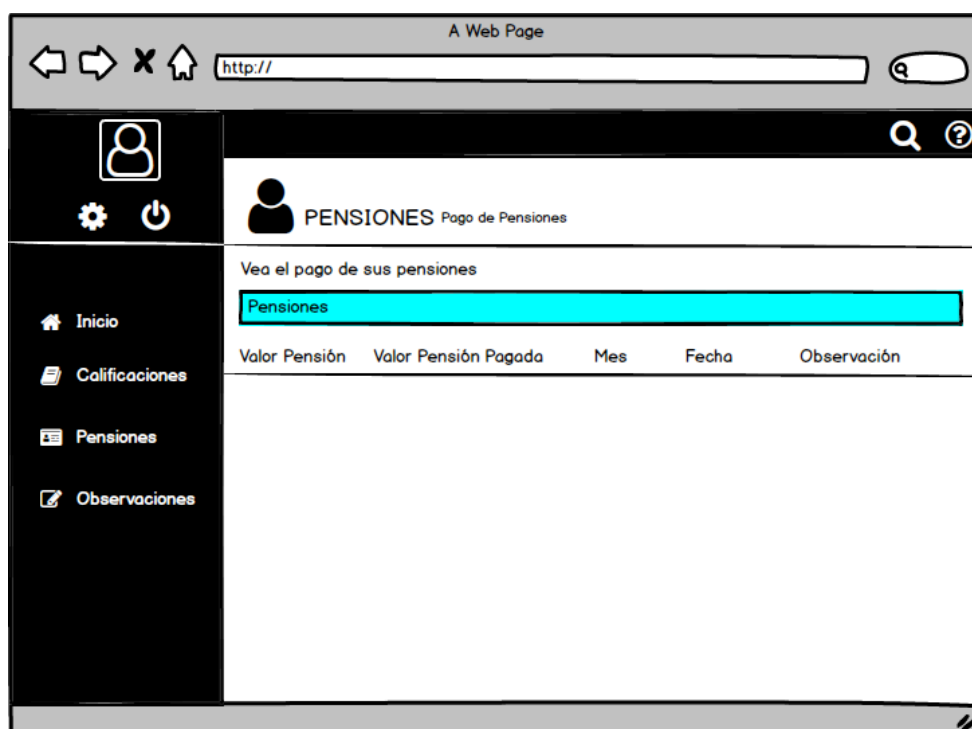 A Web Page
http://
PENSIONES Pago de Pensiones
Vea el pago de sus pensiones
Pensiones
Valor Pensión Valor Pensión Pagada Mes Fecha Observación
Inicio
Calificaciones
Pensiones
Observaciones